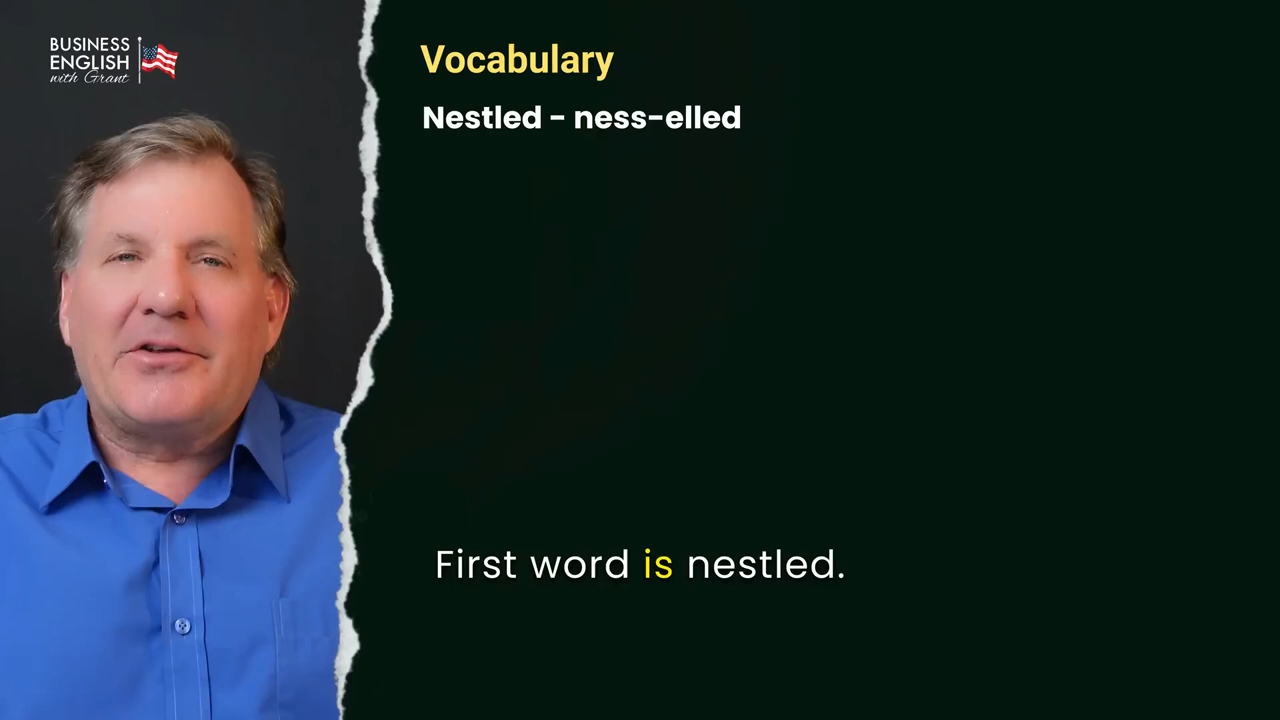 BUSINESS
ENGLISH
with Grant
Vocabulary
Nestled - ness-elled
First word is nestled.